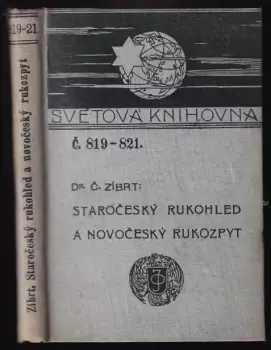 819-21.
Zíbrt. Staročeský rukohled a novočeský rukozpyt
SVĚTOVÁ KNIHOVNA
Č. 819-821.
DR. Č. ZÍBRT:
STAROČESKÝ RUKOHLED
A NOVOČESKÝ RUKOZPYT